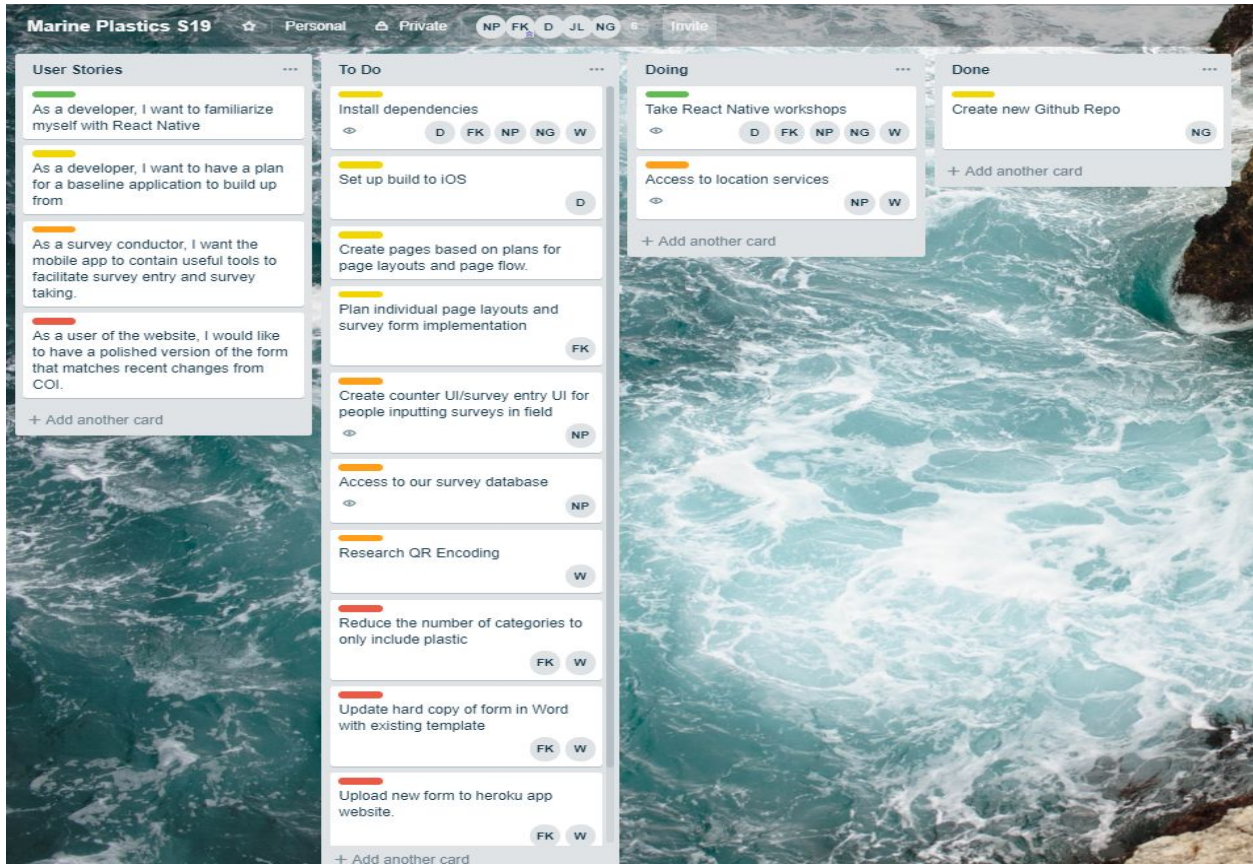 Marine Plastics S19 Personal Private NP FK D JL NG 6 Invite
User Stories
As a developer, I want to familiarize
myself with React Native
As a developer, I want to have a plan
for a baseline application to build up
from
As a survey conductor, I want the
mobile app to contain useful tools to
facilitate survey entry and survey
taking.
As a user of the website, I would like
to have a polished version of the form
that matches recent changes from
COI.
+ Add another card
To Do
Install dependencies
D FK NP NG W
Set up build to iOS
D
Create pages based on plans for
page layouts and page flow.
Plan individual page layouts and
survey form implementation
FK
Create counter UI/survey entry UI for
people inputting surveys in field
NP
Access to our survey database
NP
Research QR Encoding
W
Reduce the number of categories to
only include plastic
FK W
Update hard copy of form in Word
with existing template
FK W
Upload new form to heroku app
website.
FK W
+ Add another card
Doing
Take React Native workshops
D FK NP NG W
Access to location services
NP W
+ Add another card
Done
Create new Github Repo
NG
+ Add another card